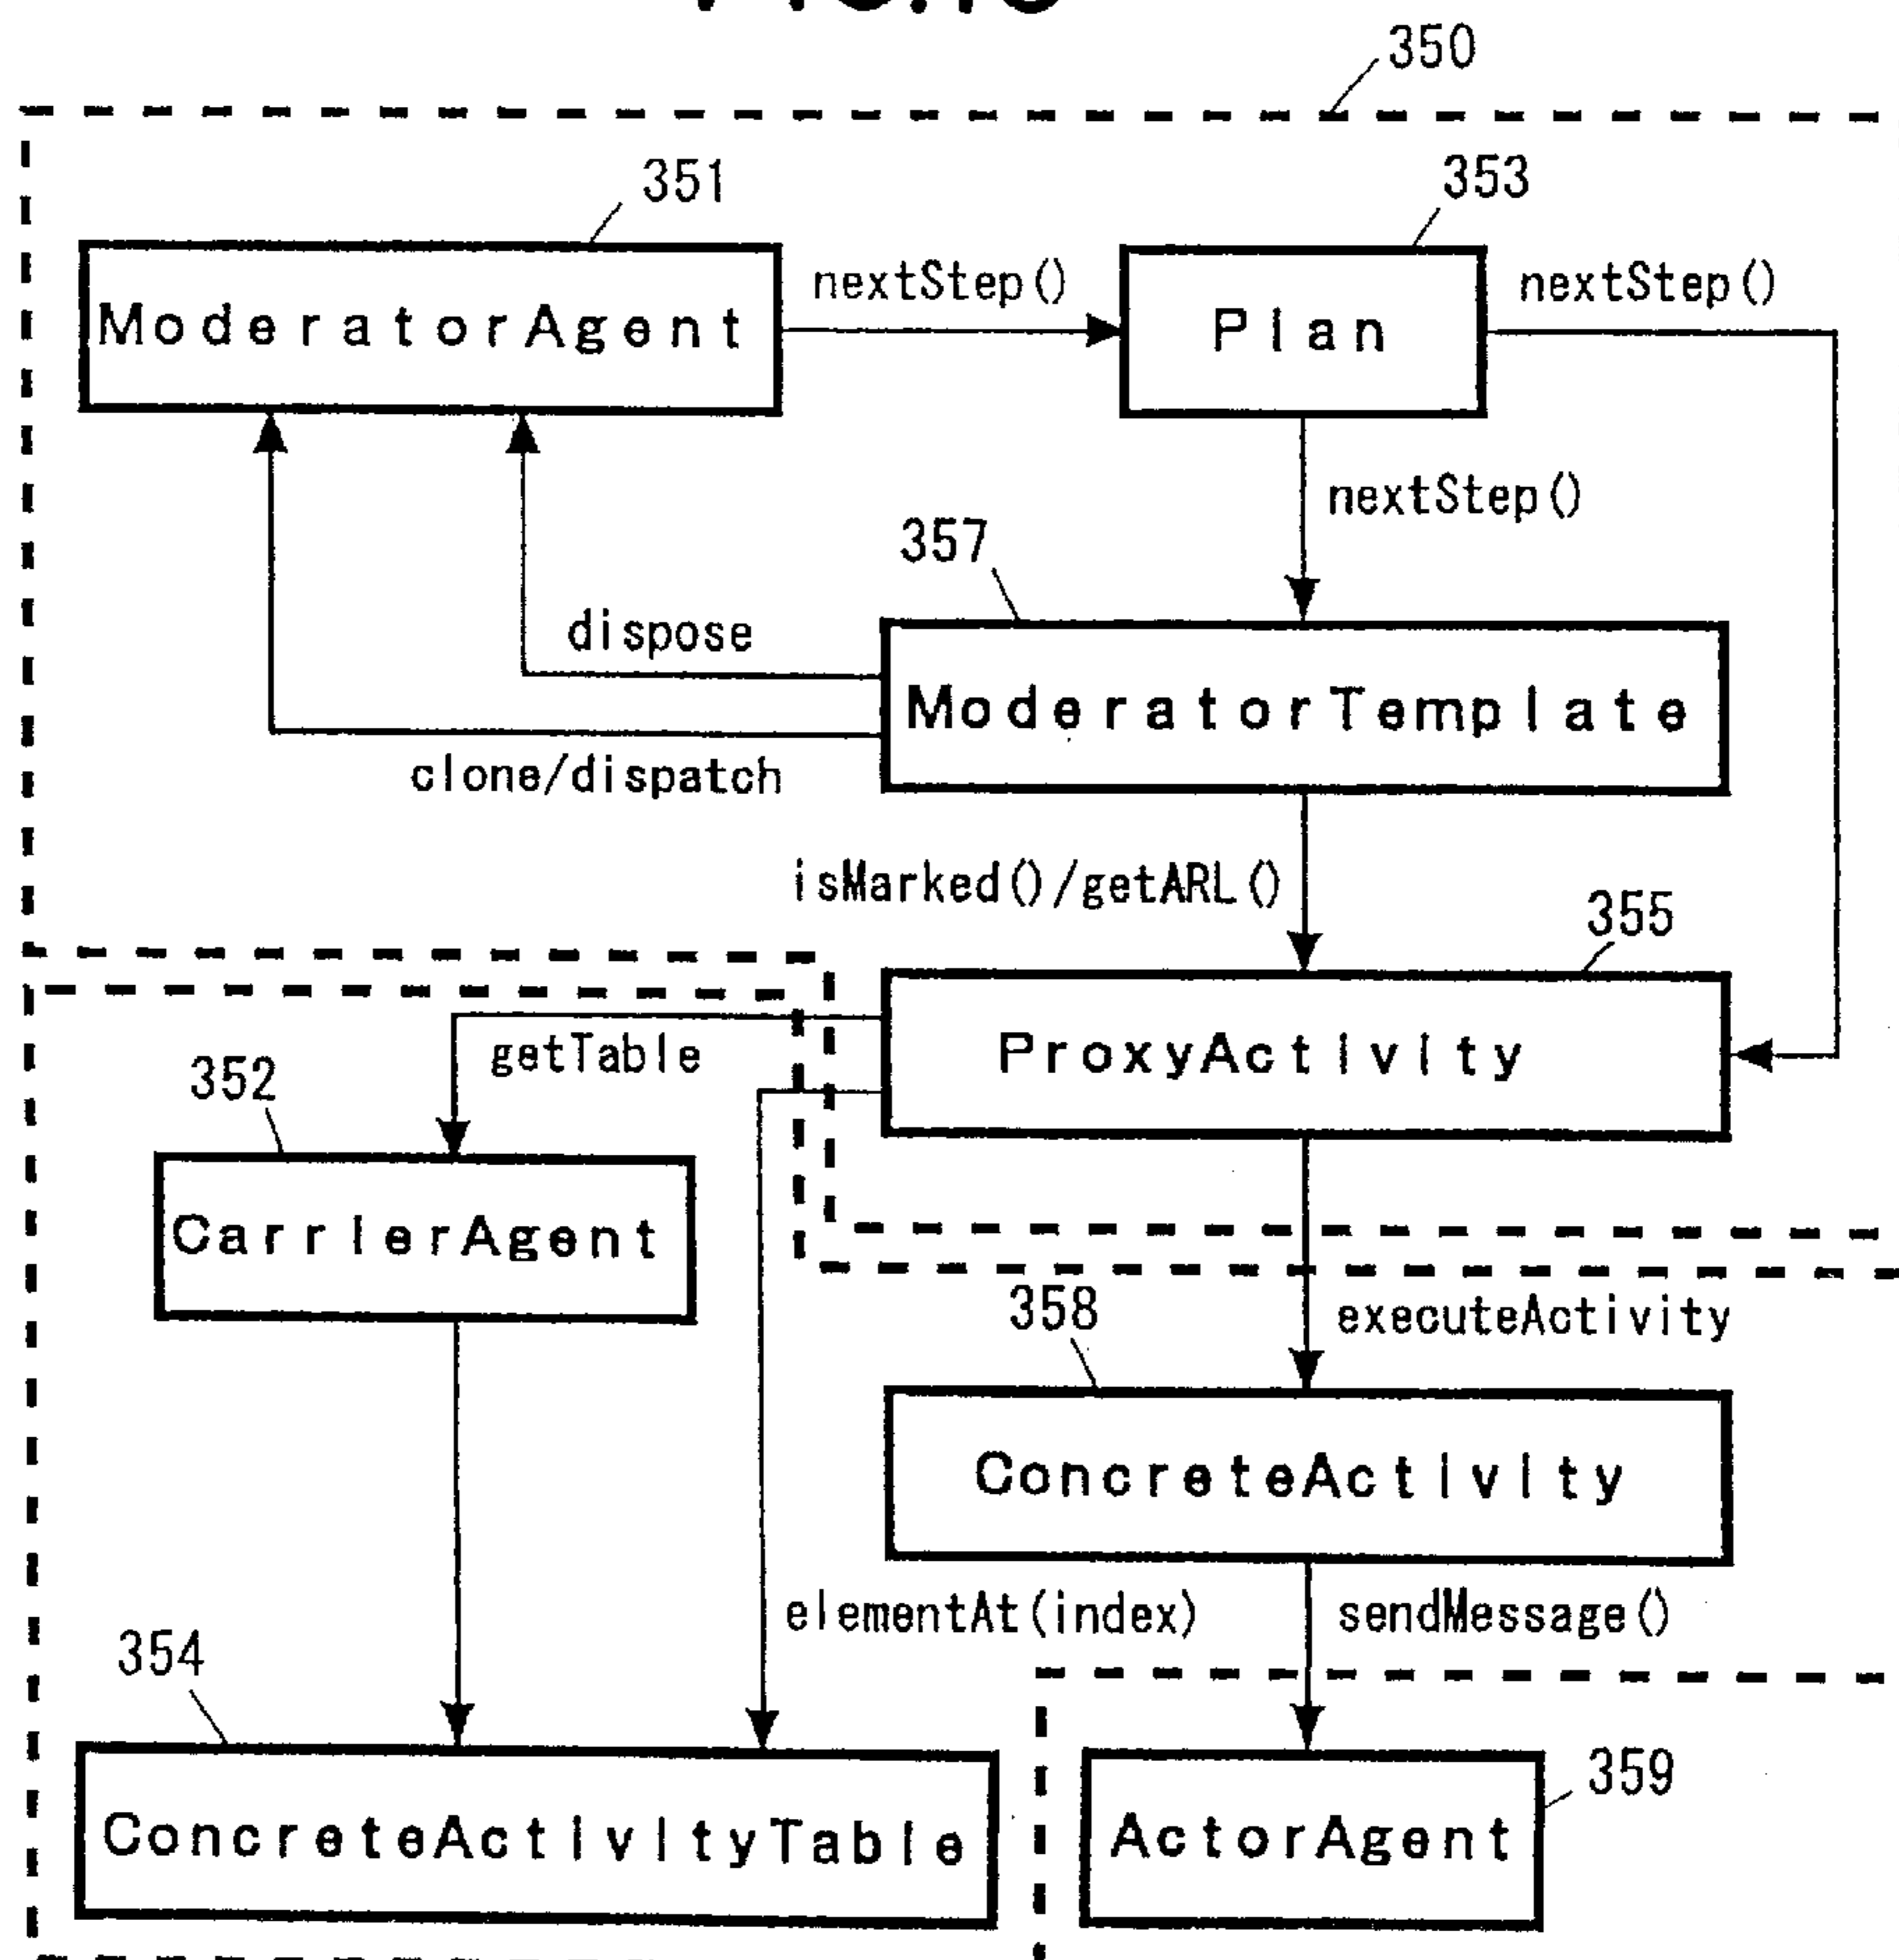 350
351
353
nextStep()
nextStep()
ModeratorAgent
Plan
nextStep()
357
dispose
ModeratorTemplate
clone/dispatch
isMarked()/getARL()
355
ProxyActivity
getTable
352
CarrierAgent
358
executeActivity
ConcreteActivity
elementAt(index)
sendMessage()
354
359
ConcreteActivityTable
ActorAgent